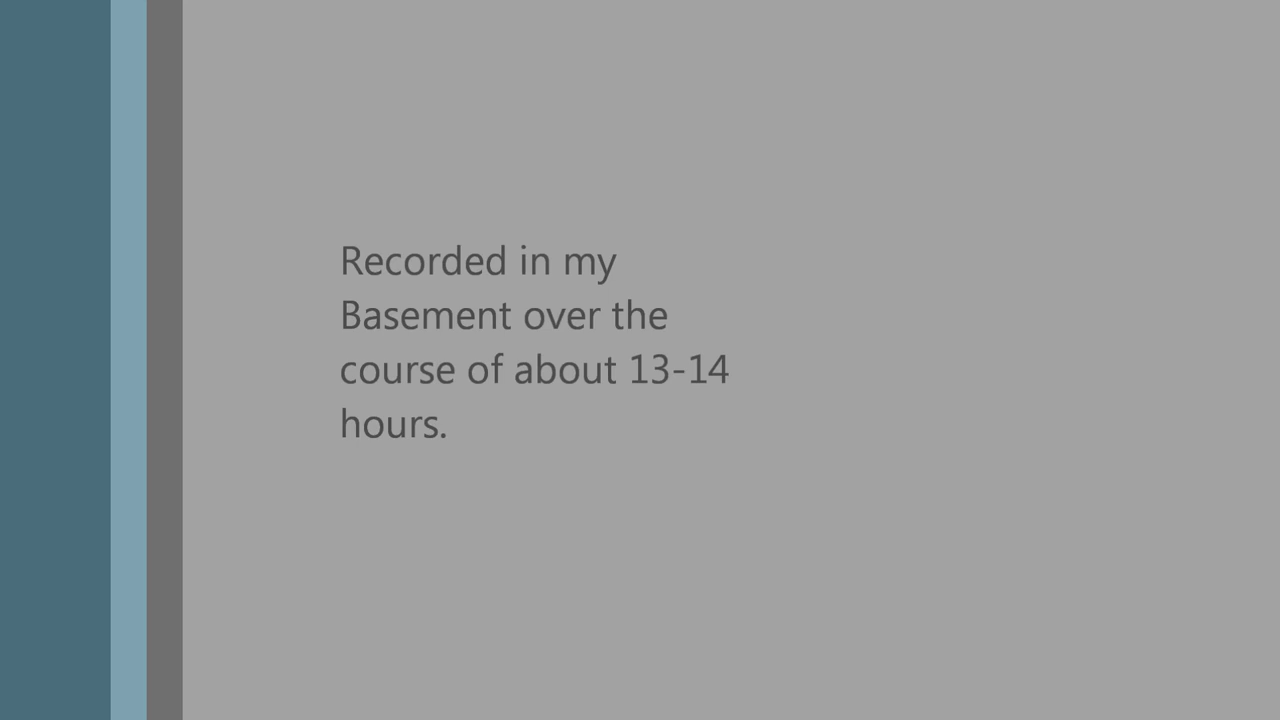 Recorded in my
Basement over the
course of about 13-14
hours.